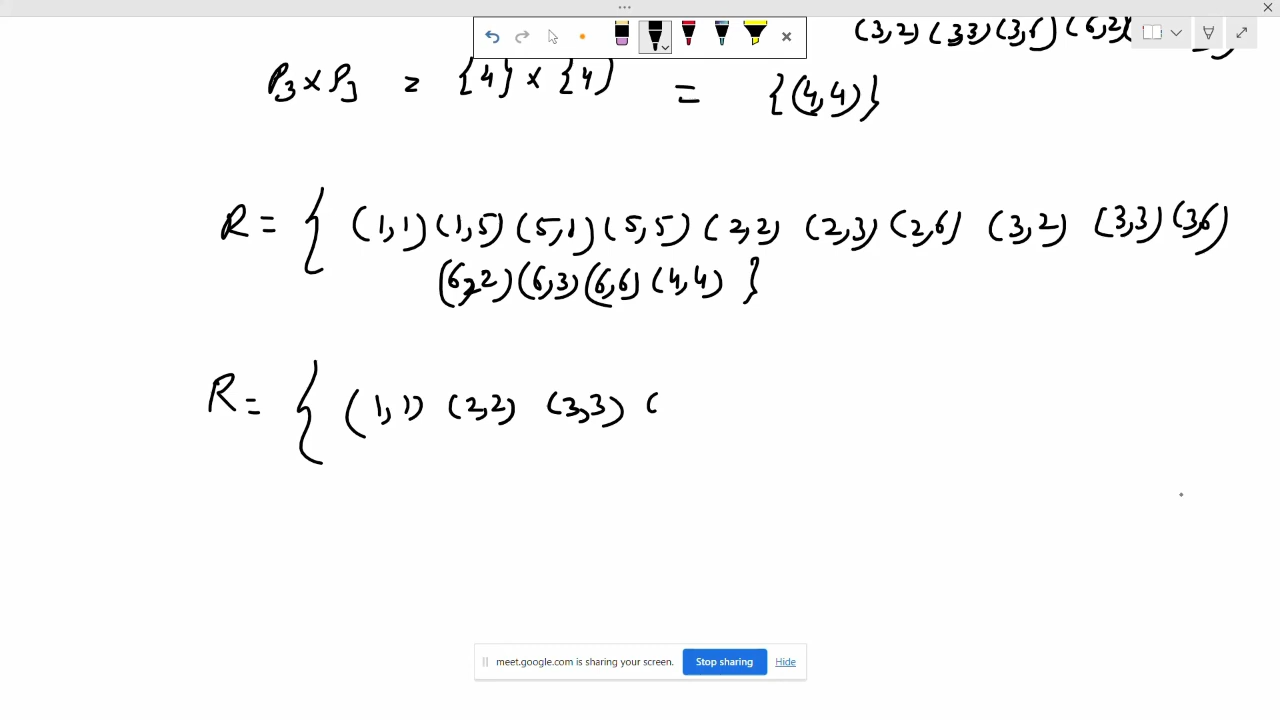 (3,2) (3,3) (3,6) (6,2)
P3 × P3 = {4} × {4} = {(4,4)}
R = { (1,1) (1,5) (5,1) (5,5) (2,2) (2,3) (2,6) (3,2) (3,3) (3,6)
(6,2) (6,3) (6,6) (4,4) }
R = { (1,1) (2,2) (3,3) (
meet.google.com is sharing your screen. Stop sharing Hide